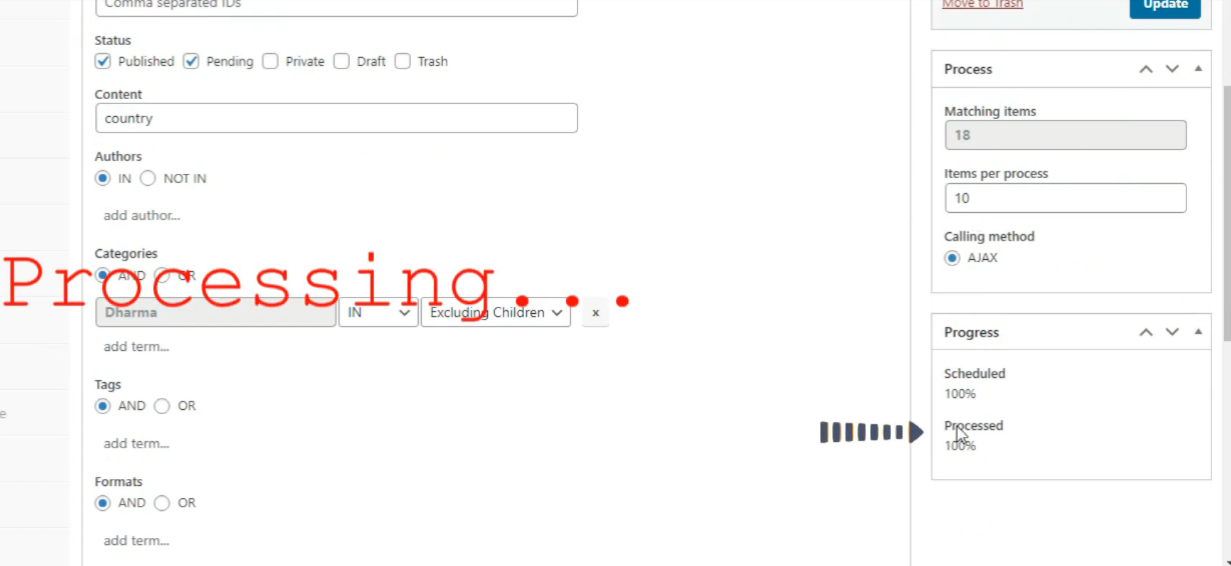 Comma separated IDs
Status
Published Pending Private Draft Trash
Content
country
Authors
IN NOT IN
add author...
Categories
AND OR
Processing...
Dharma IN Excluding Children x
add term...
Tags
AND OR
add term...
Formats
AND OR
add term...
e
Move to Trash Update
Process
Matching items
18
Items per process
10
Calling method
AJAX
Progress
Scheduled
100%
Processed
100%